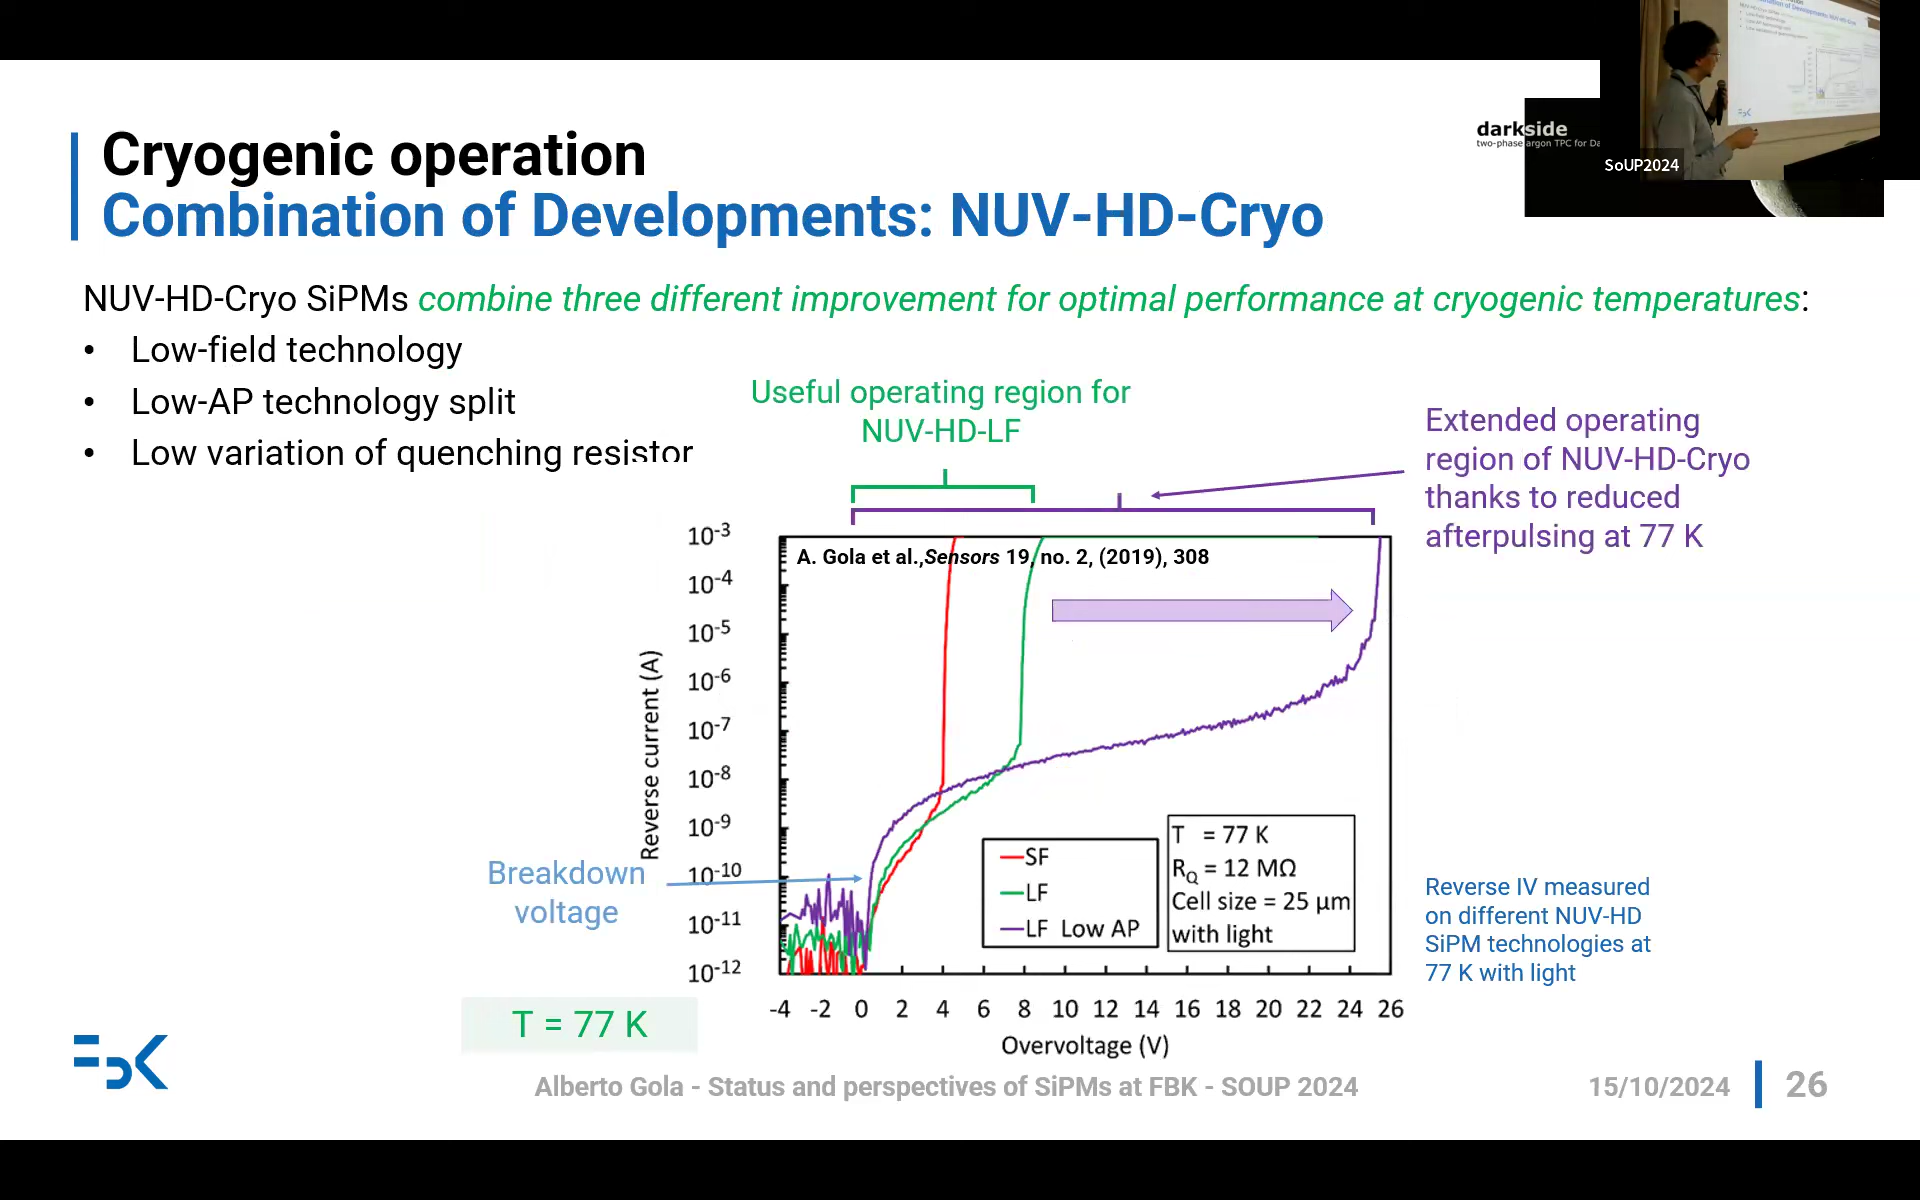 Cryogenic operation
Combination of Developments: NUV-HD-Cryo
darkside
two-phase argon TPC for Da
SoUP2024
NUV-HD-Cryo SiPMs combine three different improvement for optimal performance at cryogenic temperatures:
• Low-field technology
• Low-AP technology split
• Low variation of quenching resistor
Useful operating region for
NUV-HD-LF
Extended operating
region of NUV-HD-Cryo
thanks to reduced
afterpulsing at 77 K
A. Gola et al.,Sensors 19, no. 2, (2019), 308
Reverse current (A)
10-3
10-4
10-5
10-6
10-7
10-8
10-9
10-10
10-11
10-12
Breakdown
voltage
SF
LF
LF Low AP
T = 77 K
RQ = 12 MΩ
Cell size = 25 µm
with light
-4 -2 0 2 4 6 8 10 12 14 16 18 20 22 24 26
Overvoltage (V)
Reverse IV measured
on different NUV-HD
SiPM technologies at
77 K with light
T = 77 K
FBK
Alberto Gola - Status and perspectives of SiPMs at FBK - SOUP 2024
15/10/2024
26